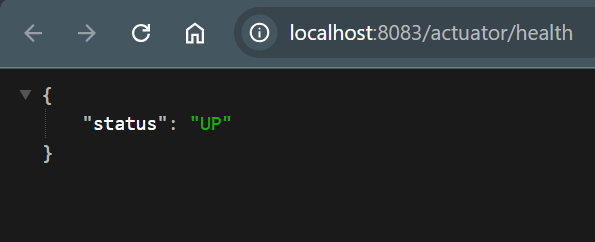 localhost:8083/actuator/health
{
"status": "UP"
}